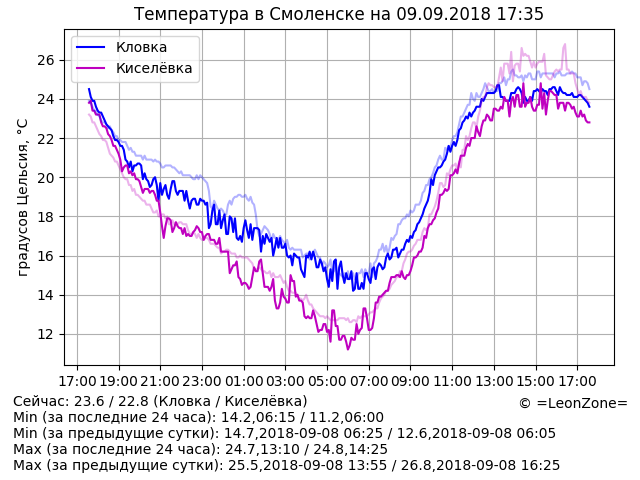 Температура в Смоленске на 09.09.2018 17:35
Кловка
Киселёвка
градусов Цельсия, °C
26
24
22
20
18
16
14
12
17:00 19:00 21:00 23:00 01:00 03:00 05:00 07:00 09:00 11:00 13:00 15:00 17:00
Сейчас: 23.6 / 22.8 (Кловка / Киселёвка)
© =LeonZone=
Min (за последние 24 часа): 14.2,06:15 / 11.2,06:00
Min (за предыдущие сутки): 14.7,2018-09-08 06:25 / 12.6,2018-09-08 06:05
Max (за последние 24 часа): 24.7,13:10 / 24.8,14:25
Max (за предыдущие сутки): 25.5,2018-09-08 13:55 / 26.8,2018-09-08 16:25